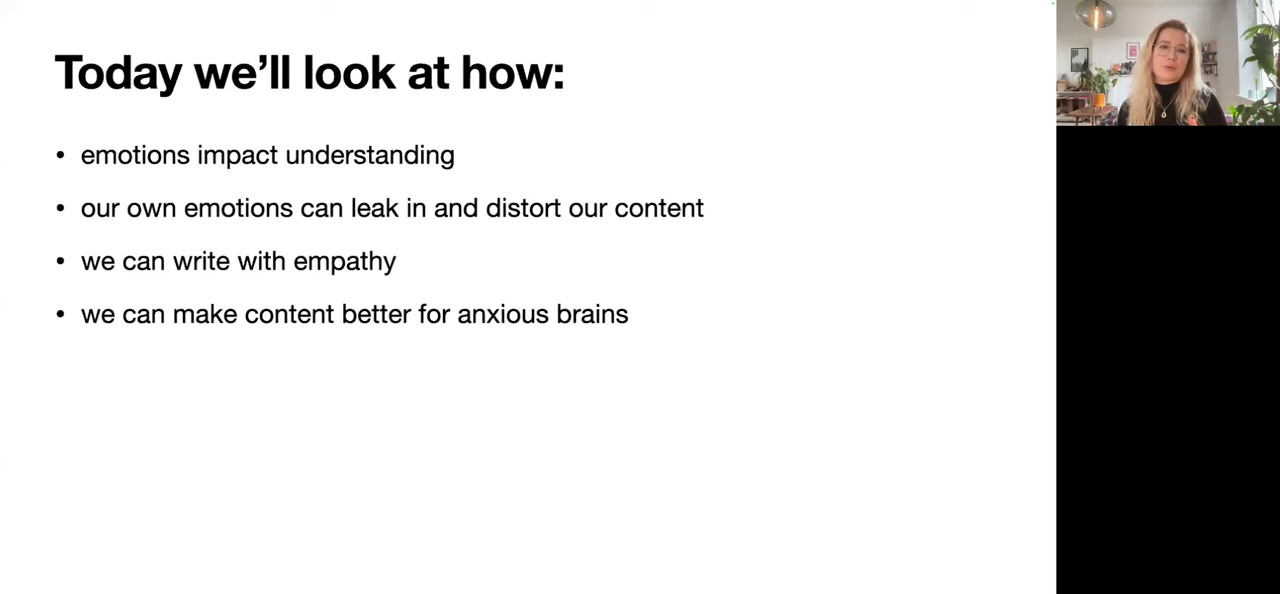 Today we’ll look at how:
• emotions impact understanding
• our own emotions can leak in and distort our content
• we can write with empathy
• we can make content better for anxious brains